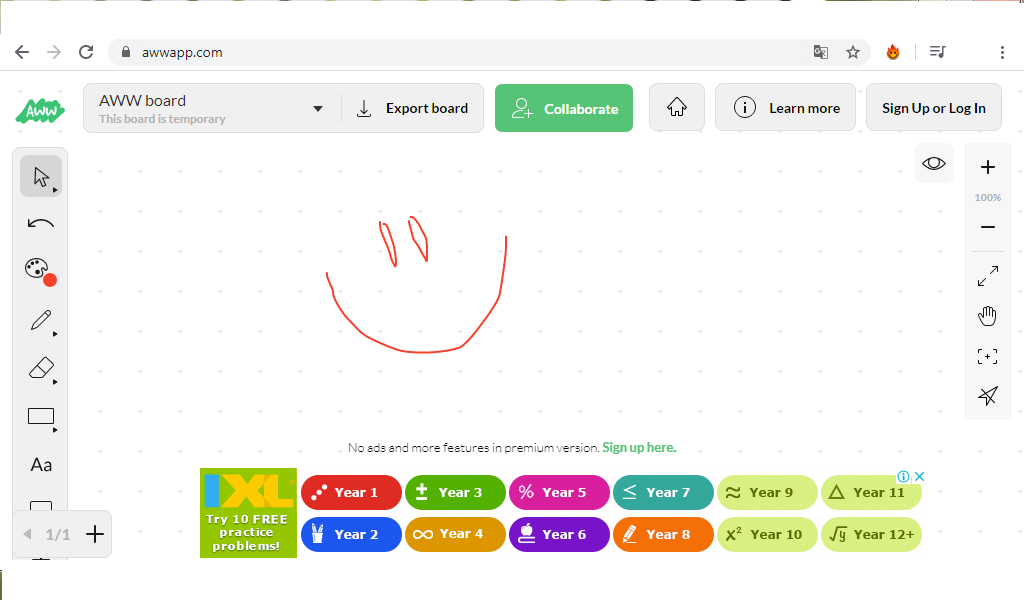 awwapp.com
AWW
AWW board
This board is temporary
Export board
Collaborate
Learn more
Sign Up or Log In
100%
Aa
1/1
No ads and more features in premium version. Sign up here.
IXL
Try 10 FREE
practice
problems!
Year 1
± Year 3
% Year 5
≤ Year 7
≈ Year 9
△ Year 11
Year 2
∞ Year 4
Year 6
Year 8
x² Year 10
√y Year 12+